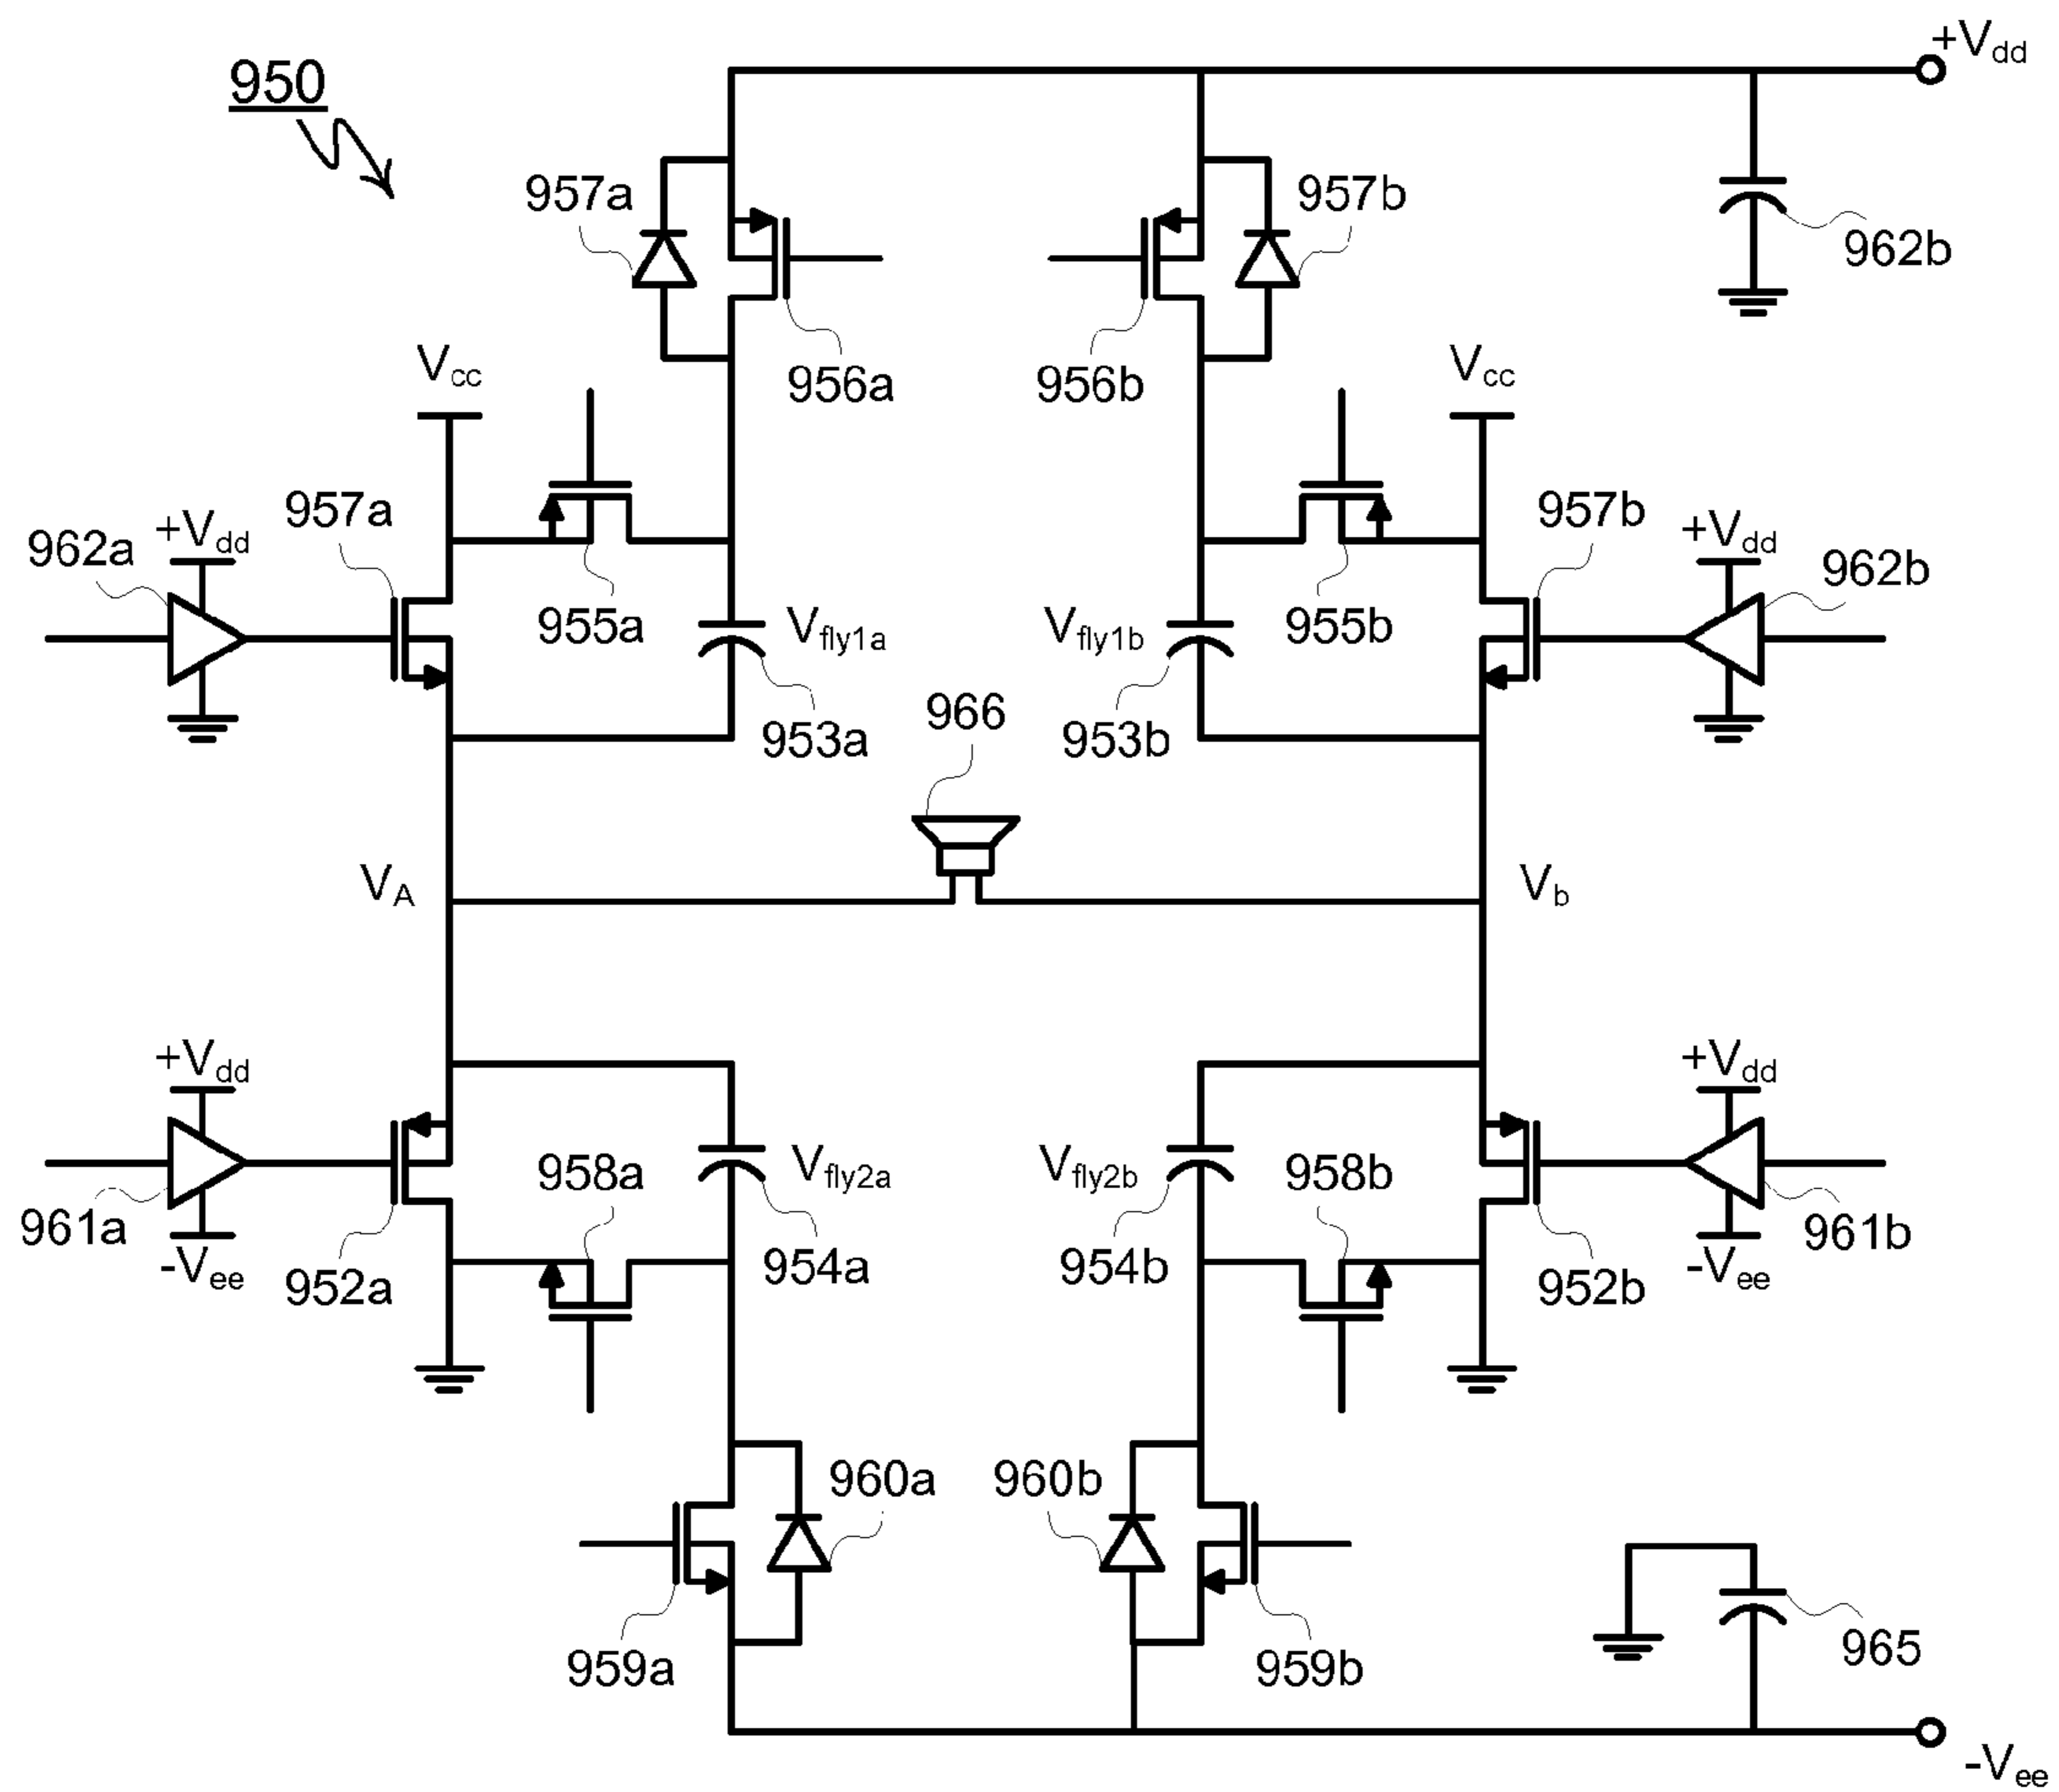 +Vdd
950
957a
957b
962b
956a
956b
Vcc
Vcc
957a
957b
+Vdd
+Vdd
962a
962b
955a
Vfly1a
Vfly1b
955b
953a
953b
966
VA
Vb
+Vdd
+Vdd
958a
Vfly2a
Vfly2b
958b
961a
961b
-Vee
-Vee
952a
954a
954b
952b
960a
960b
959a
959b
965
-Vee